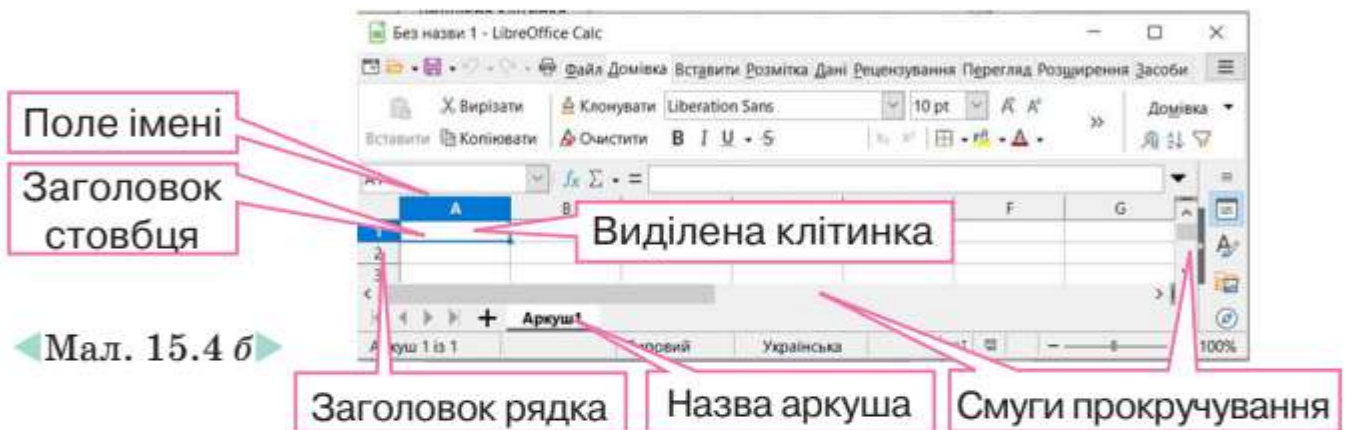 Без назви 1 - LibreOffice Calc
Файл Домівка Вставити Розмітка Дані Рецензування Перегляд Розширення Засоби
Вирізати Клонувати Liberation Sans 10 pt Домівка
Вставити Копіювати Очистити B I U S
Поле імені
Заголовок
стовбця
A B F G
Виділена клітинка
1
2
3
Аркуш1
Аркуш 1 із 1 Українська 100%
Мал. 15.4 б
Заголовок рядка
Назва аркуша
Смуги прокручування